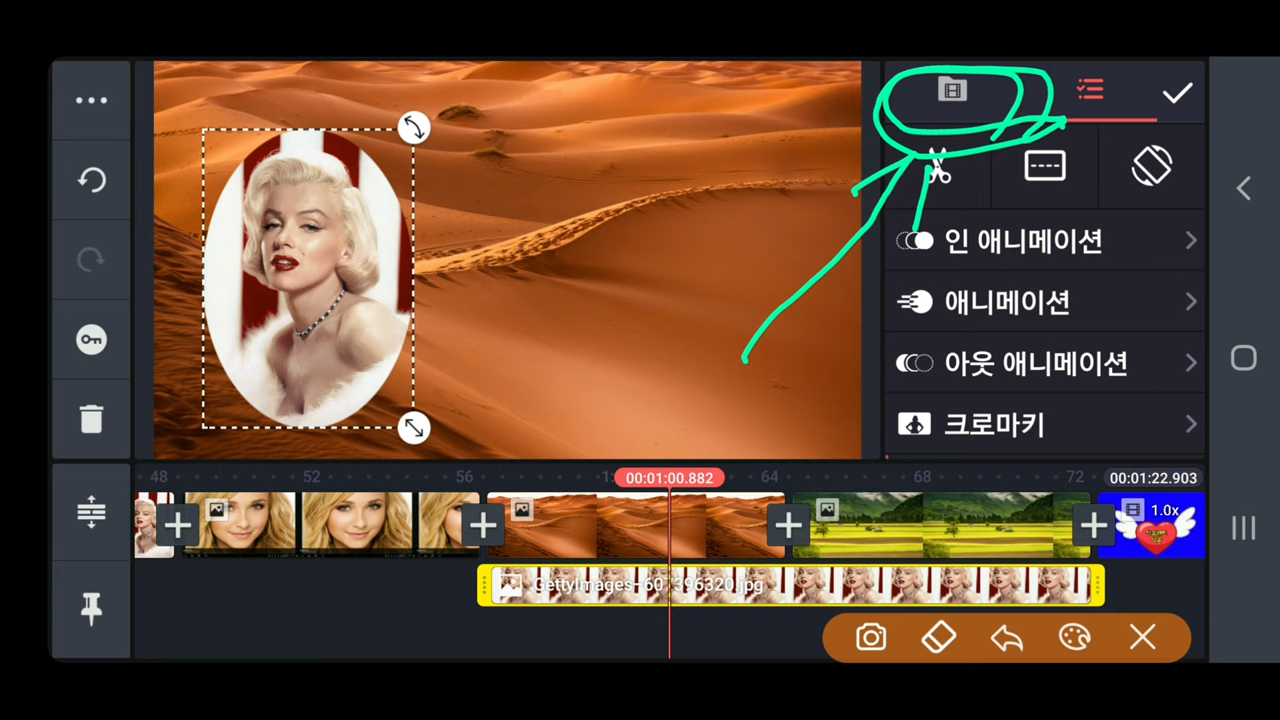 인 애니메이션
애니메이션
아웃 애니메이션
크로마키
48
52
56
1:
00:01:00.882
64
68
72
00:01:22.903
1.0x
GettyImages-607396320.jpg